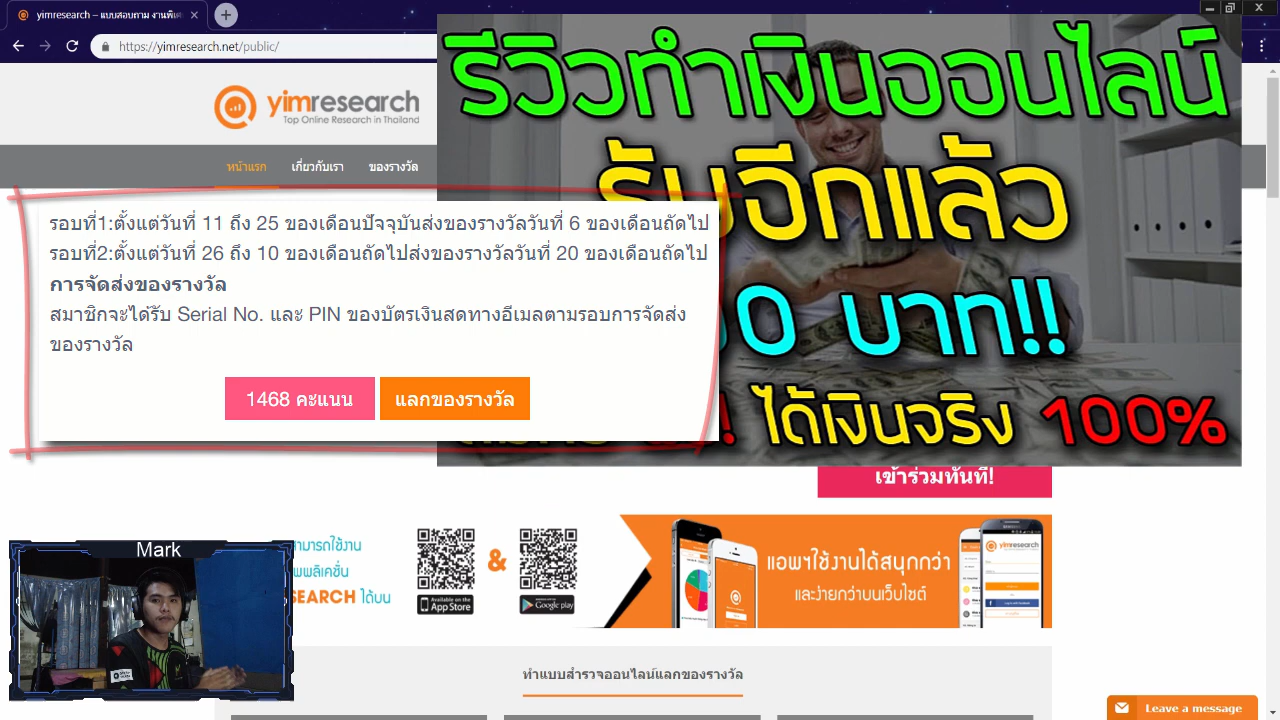 yimresearch – แบบสอบถาม งานพิเศ
https://yimresearch.net/public/
yimresearch
Top Online Research in Thailand
หน้าแรก เกี่ยวกับเรา ของรางวัล
รีวิวทำเงินออนไลน์
รับอีกแล้ว
0 บาท!!
ได้เงินจริง 100%
รอบที่1:ตั้งแต่วันที่ 11 ถึง 25 ของเดือนปัจจุบันส่งของรางวัลวันที่ 6 ของเดือนถัดไป
รอบที่2:ตั้งแต่วันที่ 26 ถึง 10 ของเดือนถัดไปส่งของรางวัลวันที่ 20 ของเดือนถัดไป
การจัดส่งของรางวัล
สมาชิกจะได้รับ Serial No. และ PIN ของบัตรเงินสดทางอีเมลตามรอบการจัดส่ง
ของรางวัล
1468 คะแนน แลกของรางวัล
เข้าร่วมทันที!
Mark
ามารถใช้งาน
พพลิเคชั่น
SEARCH ได้บน
Available on the
App Store
&
Available on the
Google play
แอพฯใช้งานได้สนุกกว่า
และง่ายกว่าบนเว็บไซต์
yimresearch
ทำแบบสำรวจออนไลน์แลกของรางวัล
Leave a message